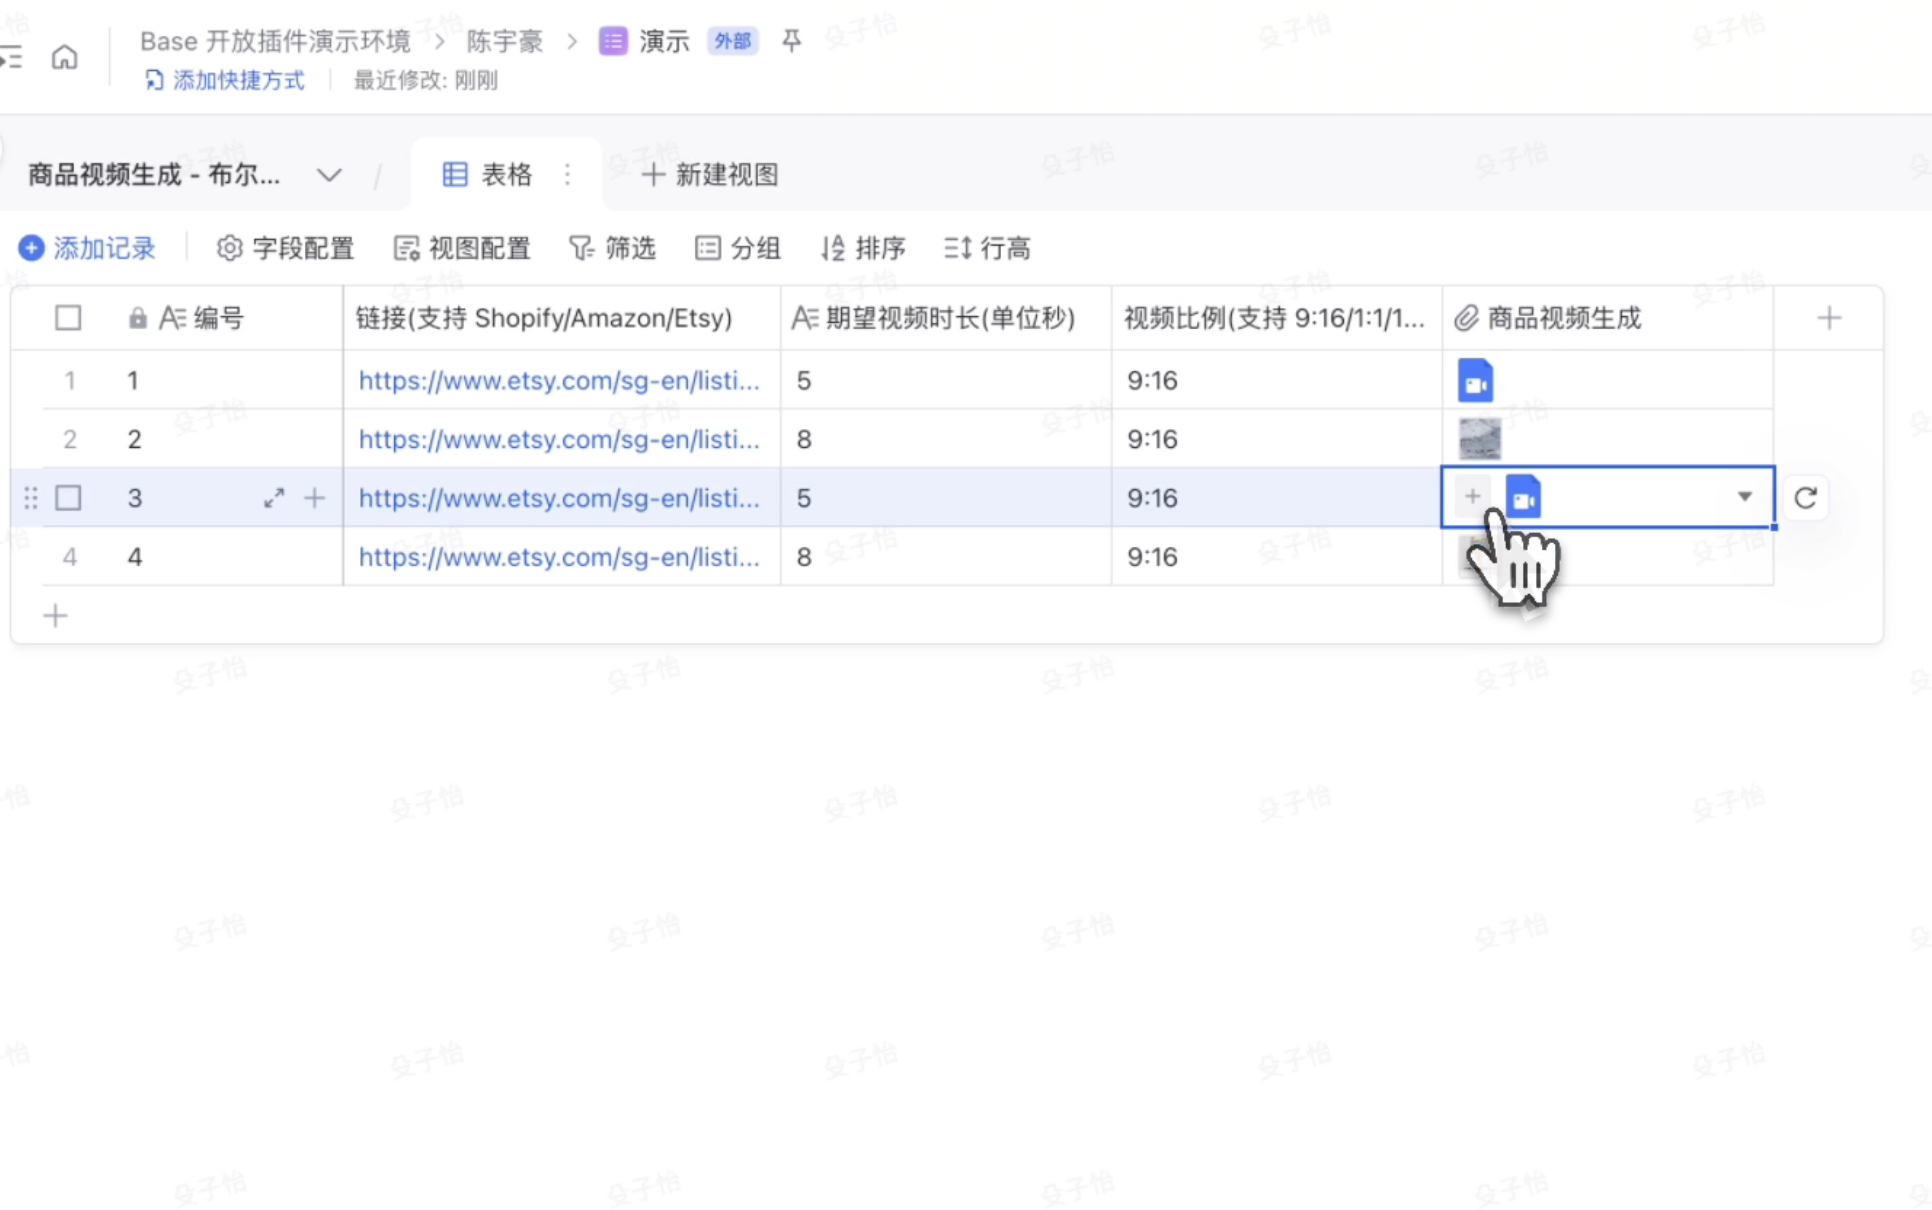 Base 开放插件演示环境 > 陈宇豪 > 演示 外部
添加快捷方式 最近修改: 刚刚
商品视频生成 - 布尔... / 表格 新建视图
添加记录 字段配置 视图配置 筛选 分组 排序 行高
编号 链接(支持 Shopify/Amazon/Etsy) 期望视频时长(单位秒) 视频比例(支持 9:16/1:1/1... 商品视频生成
1 1 https://www.etsy.com/sg-en/listi... 5 9:16
2 2 https://www.etsy.com/sg-en/listi... 8 9:16
3 https://www.etsy.com/sg-en/listi... 5 9:16
4 4 https://www.etsy.com/sg-en/listi... 8 9:16